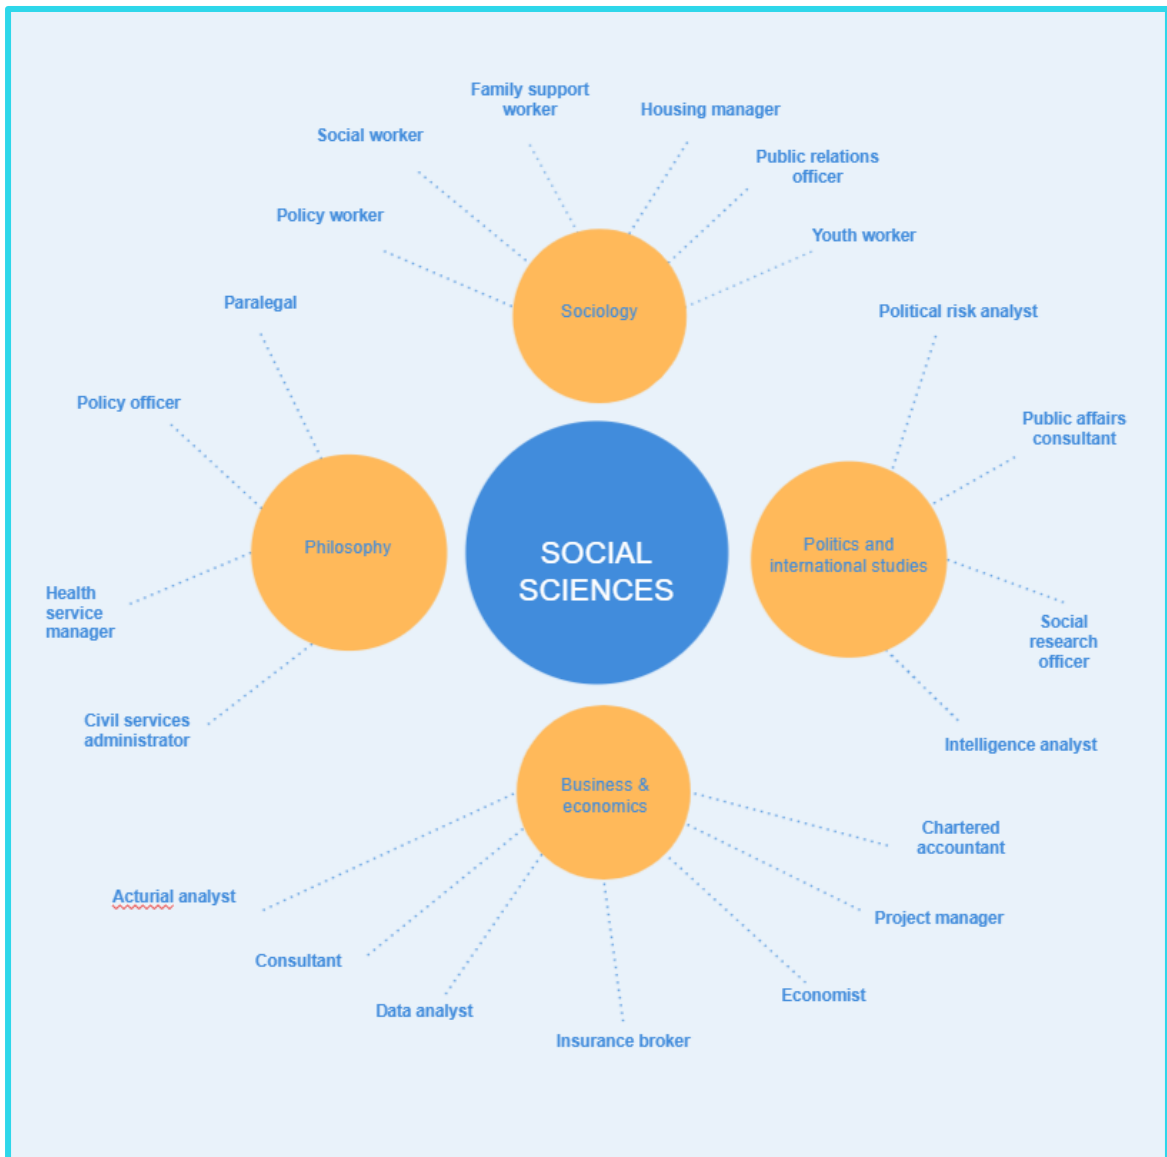 Family support
worker
Housing manager
Social worker
Public relations
officer
Policy worker
Youth worker
Sociology
Paralegal
Political risk analyst
Policy officer
Public affairs
consultant
Philosophy
SOCIAL
SCIENCES
Politics and
international studies
Health
service
manager
Social
research
officer
Civil services
administrator
Intelligence analyst
Business &
economics
Chartered
accountant
Acturial analyst
Project manager
Consultant
Economist
Data analyst
Insurance broker